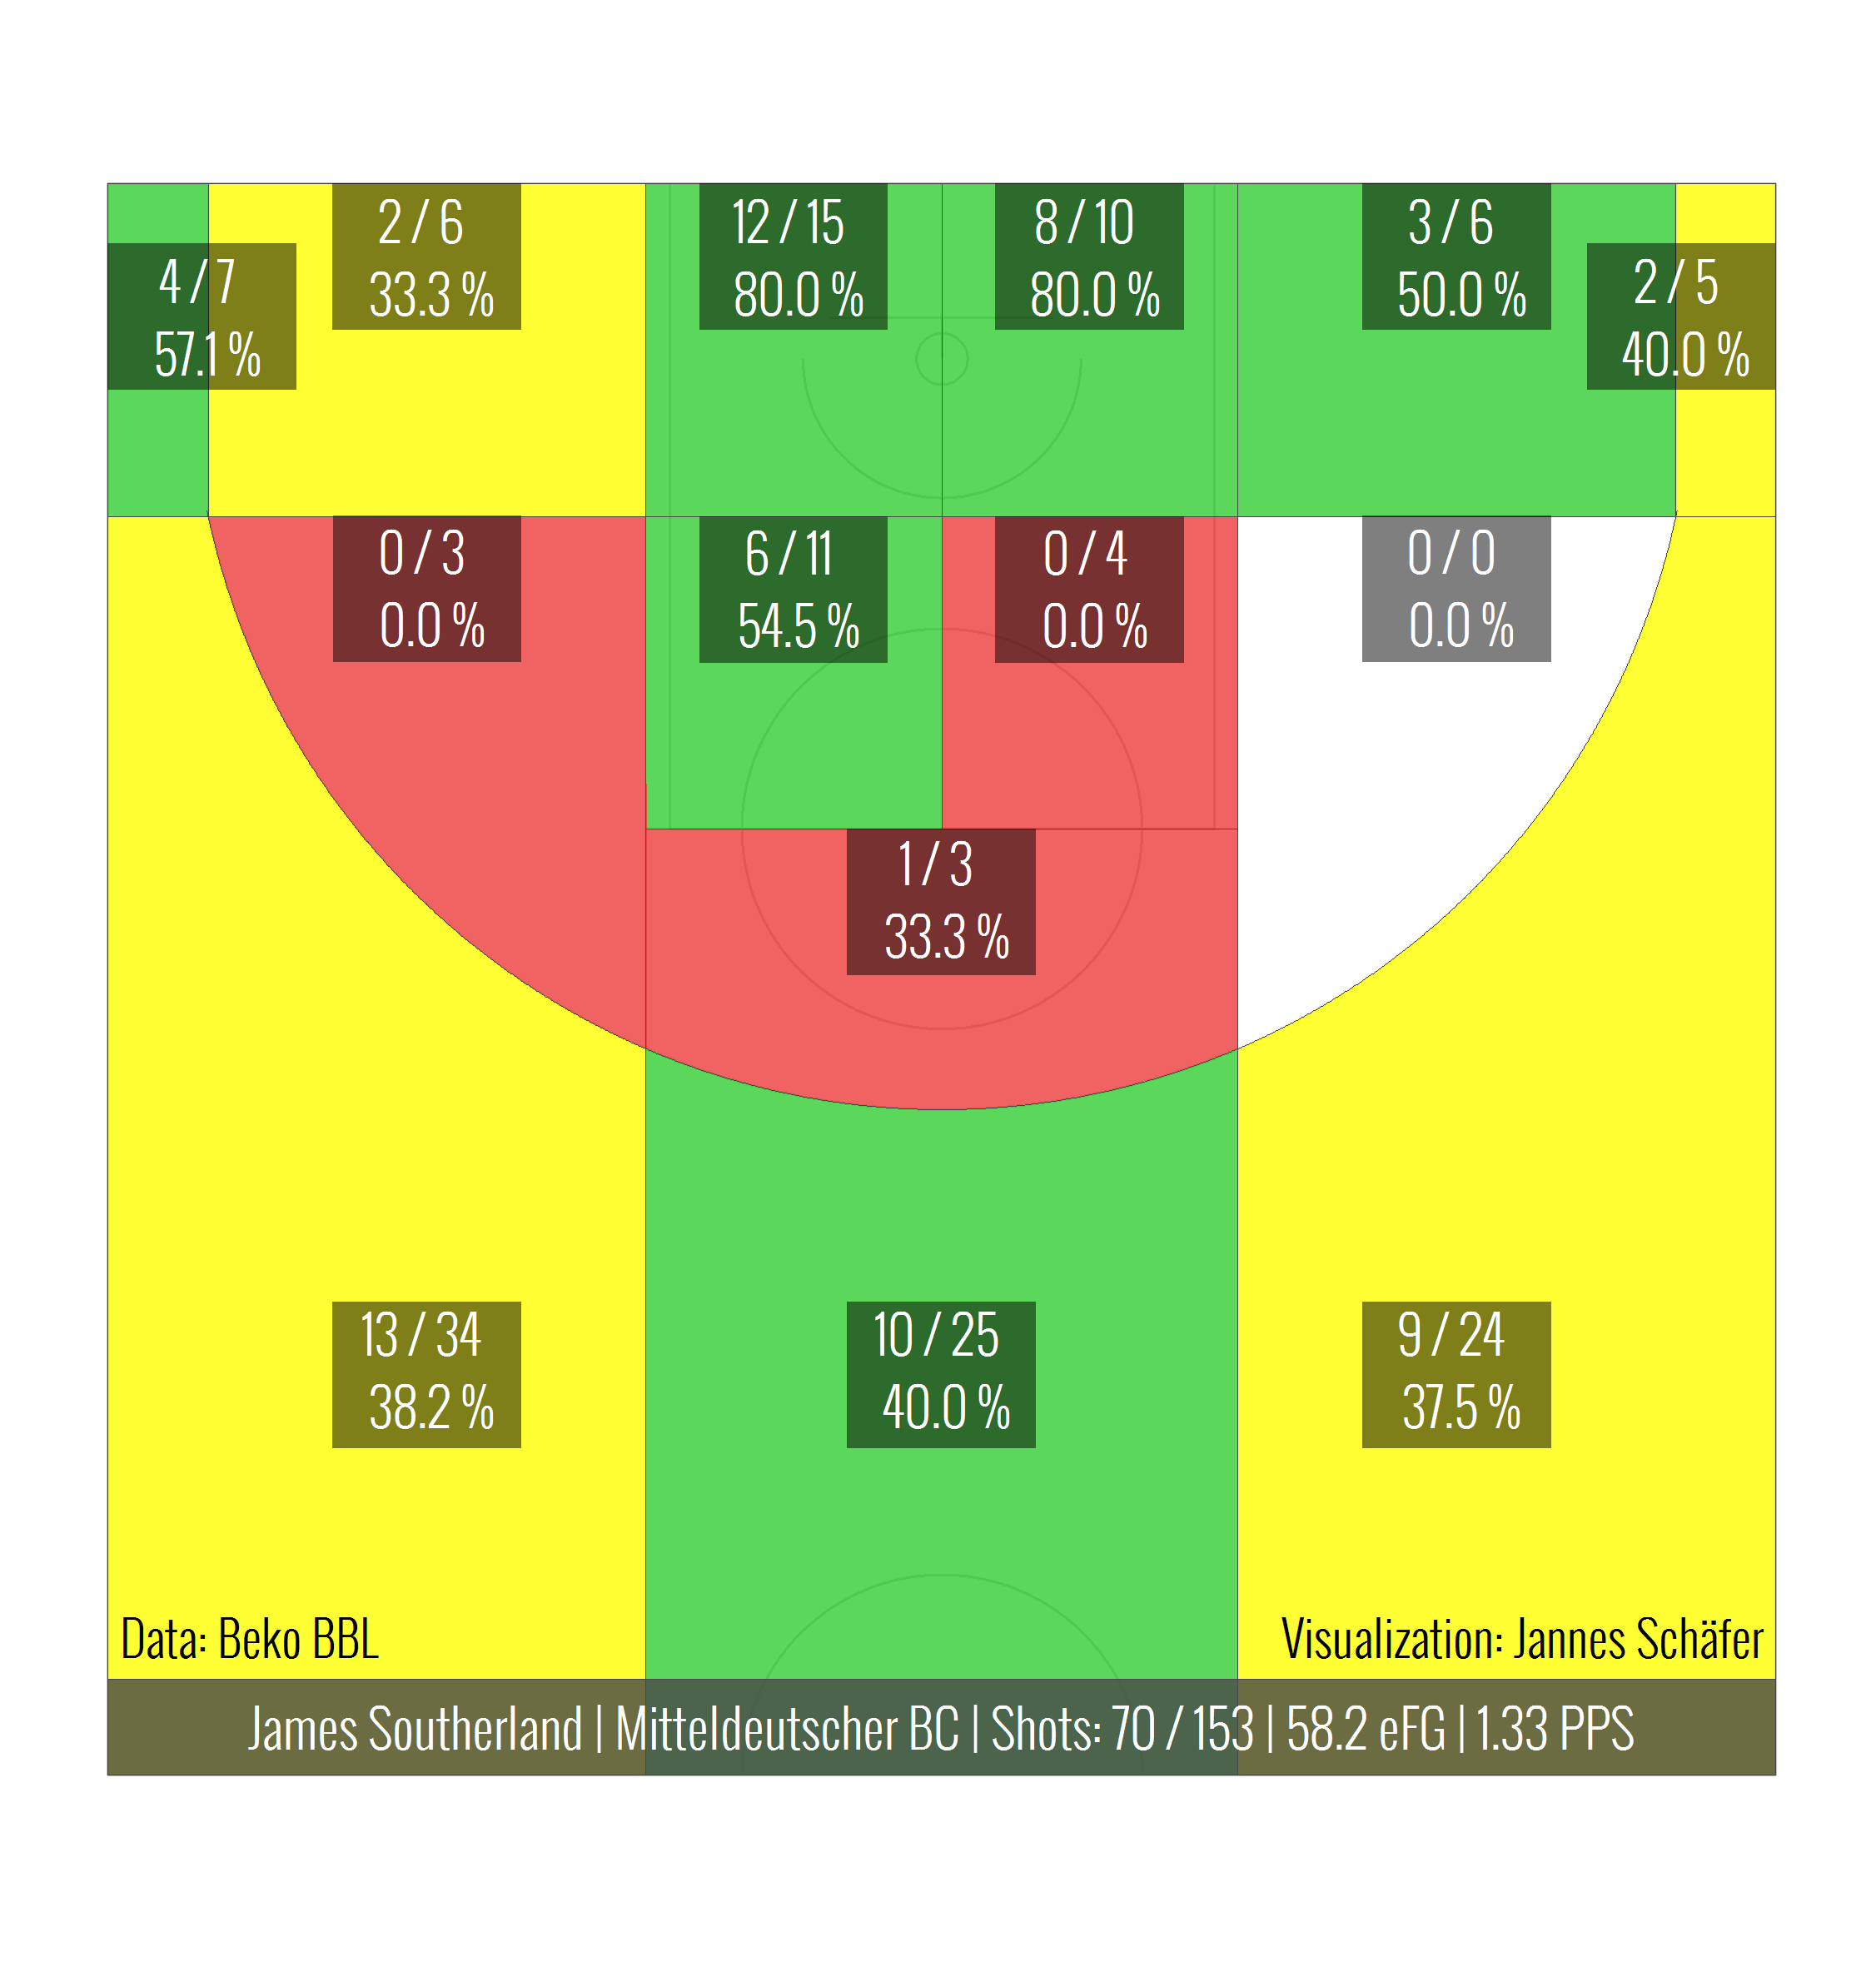 2 / 6
33.3 %
12 / 15
80.0 %
8 / 10
80.0 %
3 / 6
50.0 %
4 / 7
57.1 %
2 / 5
40.0 %
0 / 3
0.0 %
6 / 11
54.5 %
0 / 4
0.0 %
0 / 0
0.0 %
1 / 3
33.3 %
13 / 34
38.2 %
10 / 25
40.0 %
9 / 24
37.5 %
Data: Beko BBL
Visualization: Jannes Schäfer
James Southerland | Mitteldeutscher BC | Shots: 70 / 153 | 58.2 eFG | 1.33 PPS